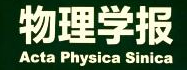 物理学报
Acta Physica Sinica